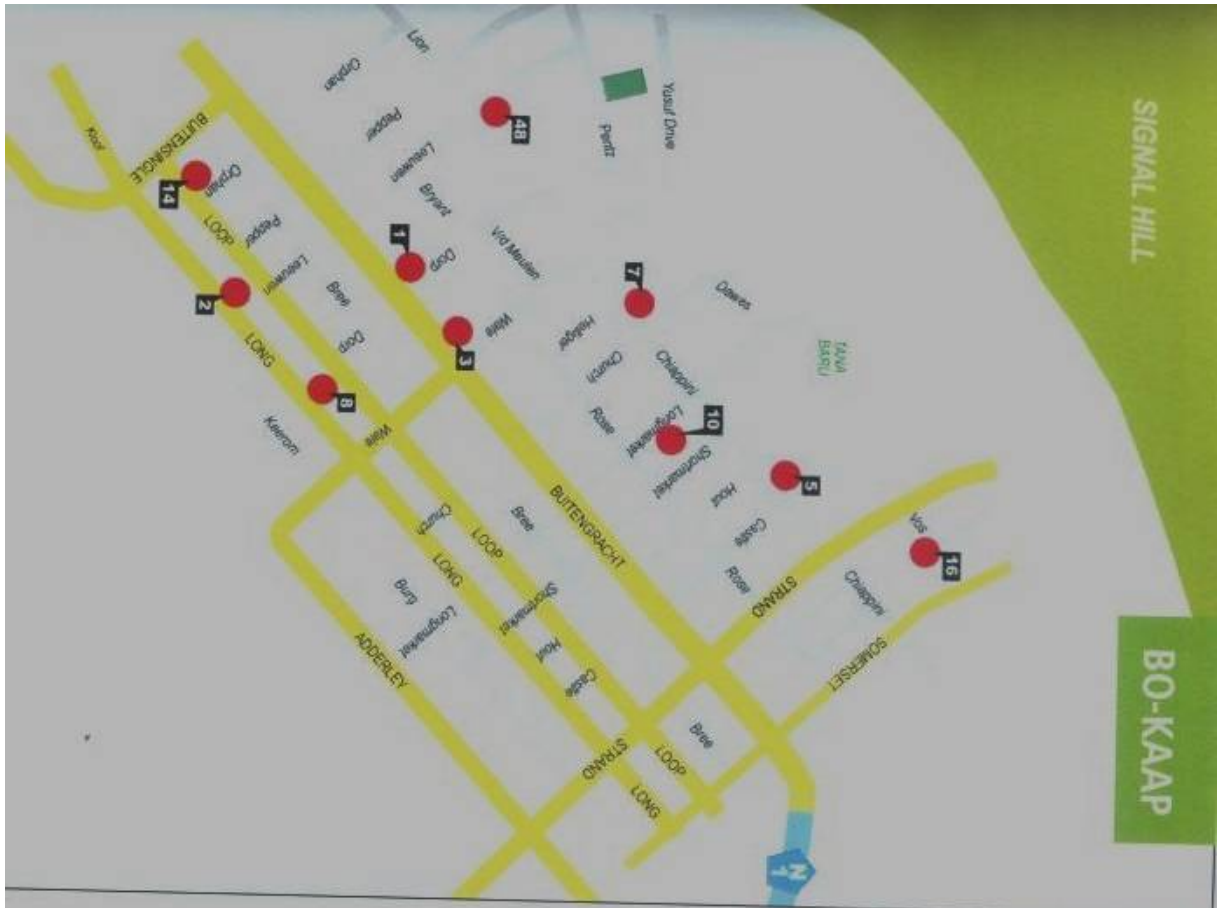 SIGNAL HILL
BO-KAAP
Yusuf Drive
Pentz
Lion
Orphan
Pepper
Leeuwen
Bryant
Dorp
V/d Meulen
Wale
Dawes
TANA
BARU
Helliger
Church
Rose
Chiappini
Longmarket
Shortmarket
Hout
Castle
Rose
Vos
Chiappini
STRAND
SOMERSET
BUITENGRACHT
BUITENSINGLE
Kloof
Orphan
Pepper
Leeuwen
Bree
Dorp
LOOP
LONG
Keerom
Wale
Church
LONG
LOOP
Bree
Burg
Longmarket
Shortmarket
Hout
Castle
ADDERLEY
STRAND
Bree
LOOP
LONG
N1
48
14
1
2
3
7
8
10
5
16